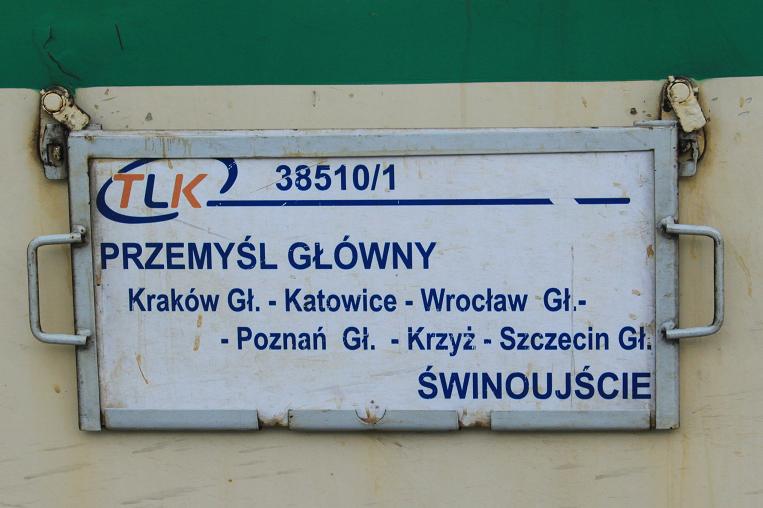 TLK 38510/1
PRZEMYŚL GŁÓWNY
Kraków Gł. - Katowice - Wrocław Gł.-
- Poznań Gł. - Krzyż - Szczecin Gł.
ŚWINOUJŚCIE